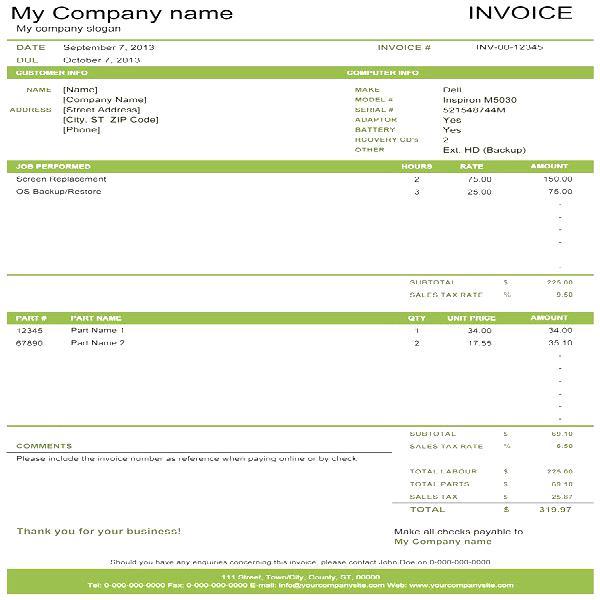 My Company name INVOICE
My company slogan
DATE September 7, 2013 INVOICE # INV-00-12345
DUE October 7, 2013
CUSTOMER INFO COMPUTER INFO
NAME [Name] MAKE Dell
[Company Name] MODEL # Inspiron M5030
ADDRESS [Street Address] SERIAL # 521548744M
[City, ST ZIP Code] ADAPTOR Yes
[Phone] BATTERY Yes
RCOVERY CD's 2
OTHER Ext. HD (Backup)
JOB PERFORMED HOURS RATE AMOUNT
Screen Replacement 2 75.00 150.00
OS Backup/Restore 3 25.00 75.00
-
-
-
-
-
SUBTOTAL $ 225.00
SALES TAX RATE % 9.50
PART # PART NAME QTY UNIT PRICE AMOUNT
12345 Part Name 1 1 34.00 34.00
67890 Part Name 2 2 17.55 35.10
-
-
-
-
-
-
SUBTOTAL $ 69.10
COMMENTS SALES TAX RATE % 6.50
Please include the invoice number as reference when paying online or by check
TOTAL LABOUR $ 225.00
TOTAL PARTS $ 69.10
SALES TAX $ 25.87
TOTAL $ 319.97
Thank you for your business! Make all checks payable to
My Company name
Should you have any enquiries concerning this invoice, please contact John Doe on 0-000-000-0000
111 Street, Town/City, County, ST, 00000
Tel: 0-000-000-0000 Fax: 0-000-000-0000 E-mail: info@yourcompanysite.com Web: www.yourcompanysite.com